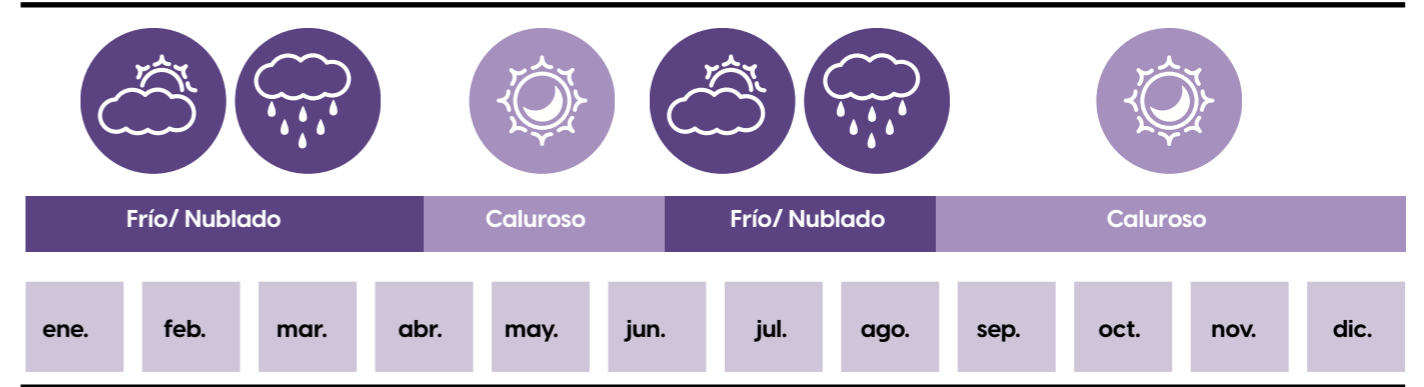 Frío/ Nublado Caluroso Frío/ Nublado Caluroso
ene. feb. mar. abr. may. jun. jul. ago. sep. oct. nov. dic.